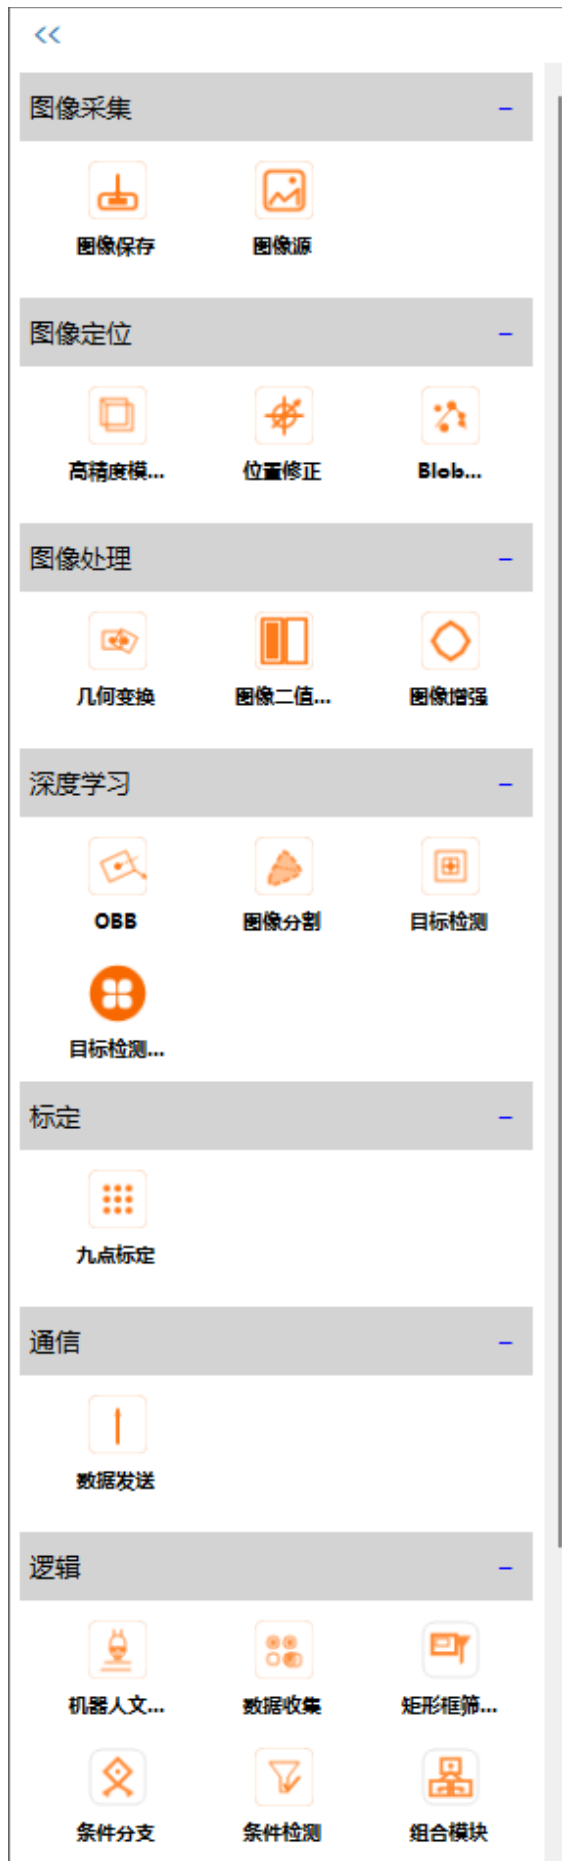 <<
图像采集 −
图像保存 图像源
图像定位 −
高精度模... 位置修正 Blob...
图像处理 −
几何变换 图像二值... 图像增强
深度学习 −
OBB 图像分割 目标检测
目标检测...
标定 −
九点标定
通信 −
数据发送
逻辑 −
机器人文... 数据收集 矩形框筛...
条件分支 条件检测 组合模块